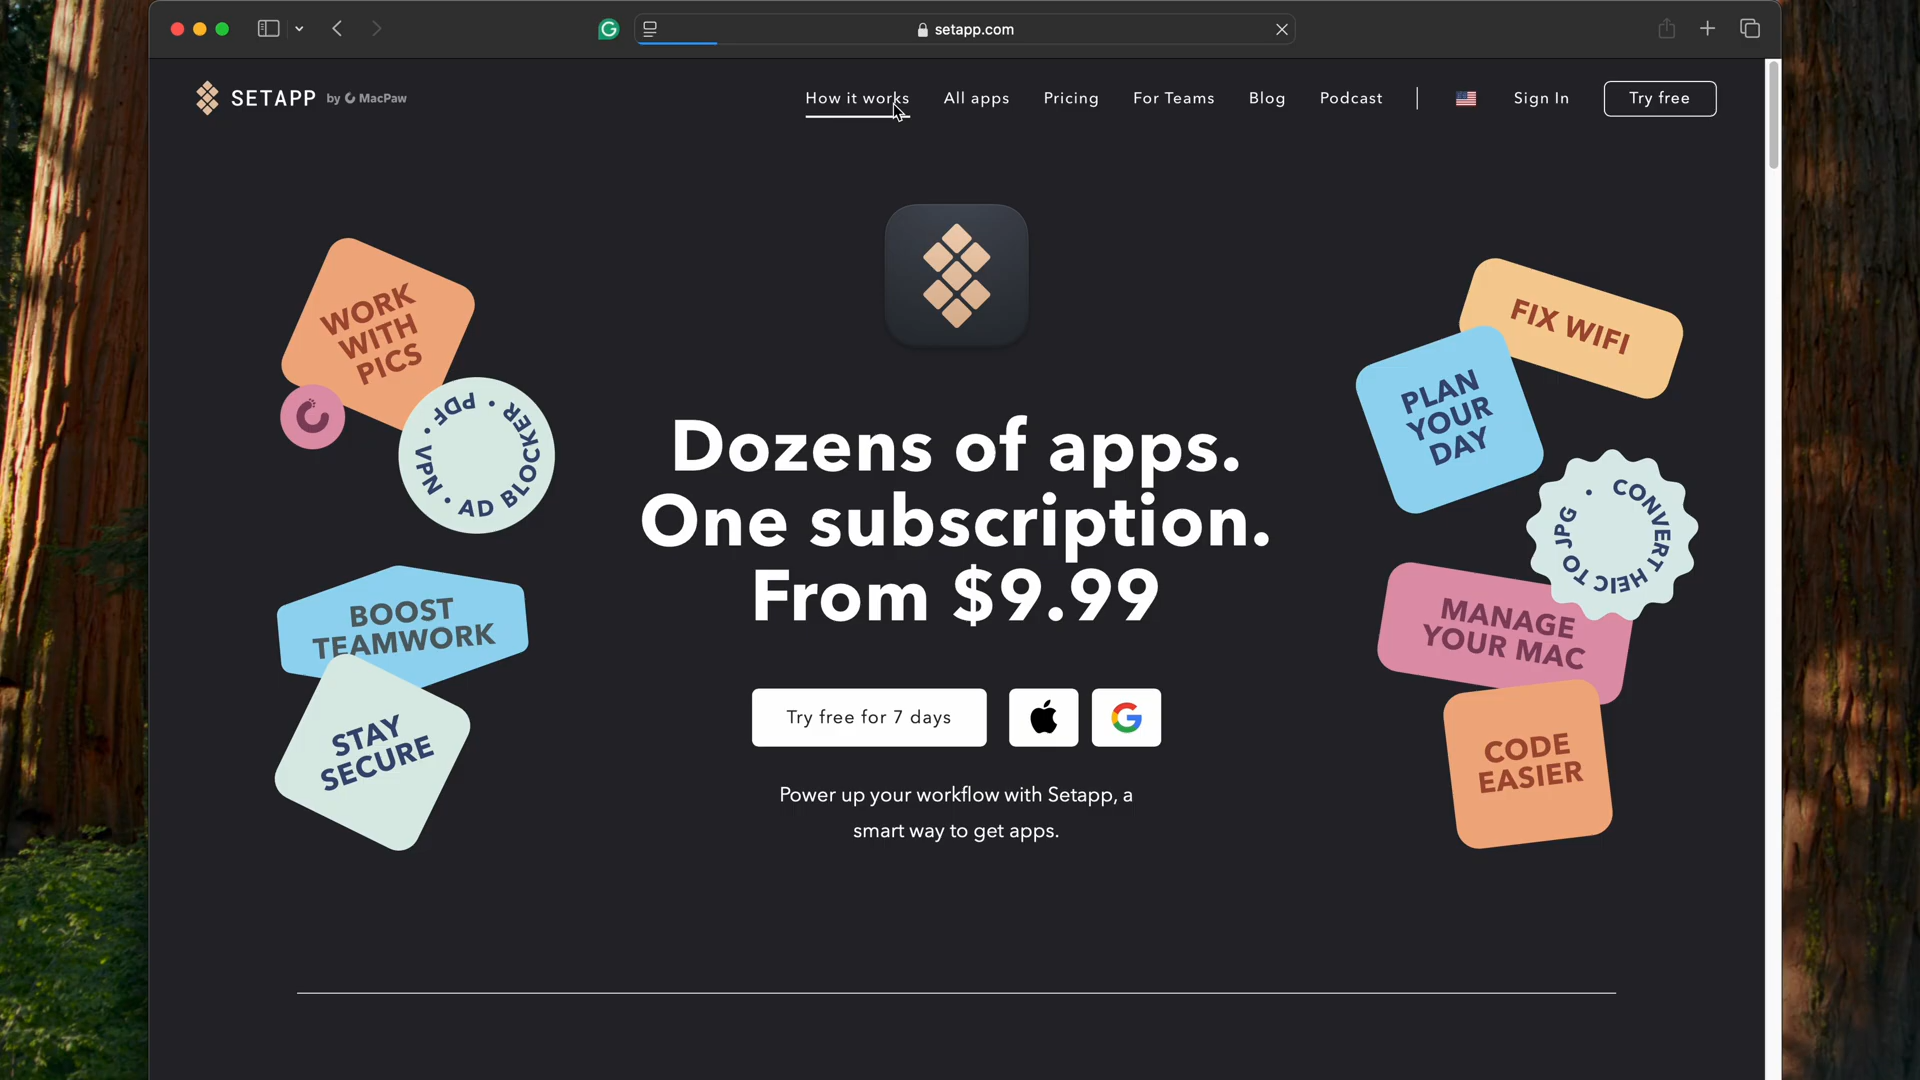 setapp.com
SETAPP by MacPaw
How it works
All apps
Pricing
For Teams
Blog
Podcast
Sign In
Try free
WORK
WITH
PICS
PDF • AD BLOCKER • VPN •
BOOST
TEAMWORK
STAY
SECURE
Dozens of apps.
One subscription.
From $9.99
Try free for 7 days
Power up your workflow with Setapp, a
smart way to get apps.
FIX WIFI
PLAN
YOUR
DAY
CONVERT HEIC TO JPG •
MANAGE
YOUR MAC
CODE
EASIER